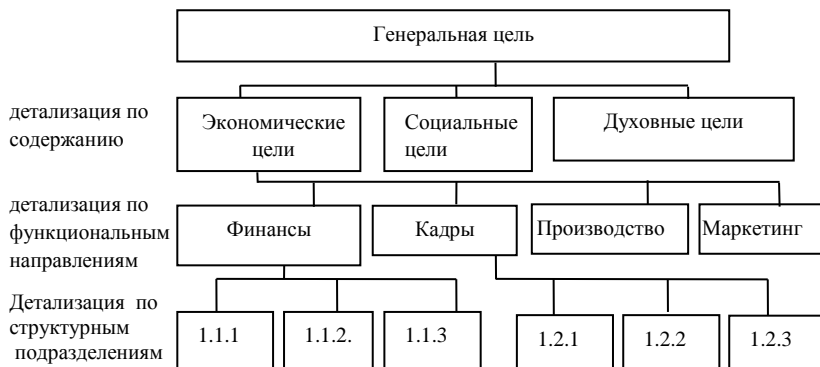 Генеральная цель
детализация по
содержанию
Экономические
цели
Социальные
цели
Духовные цели
детализация по
функциональным
направлениям
Финансы
Кадры
Производство
Маркетинг
Детализация по
структурным
подразделениям
1.1.1
1.1.2.
1.1.3
1.2.1
1.2.2
1.2.3